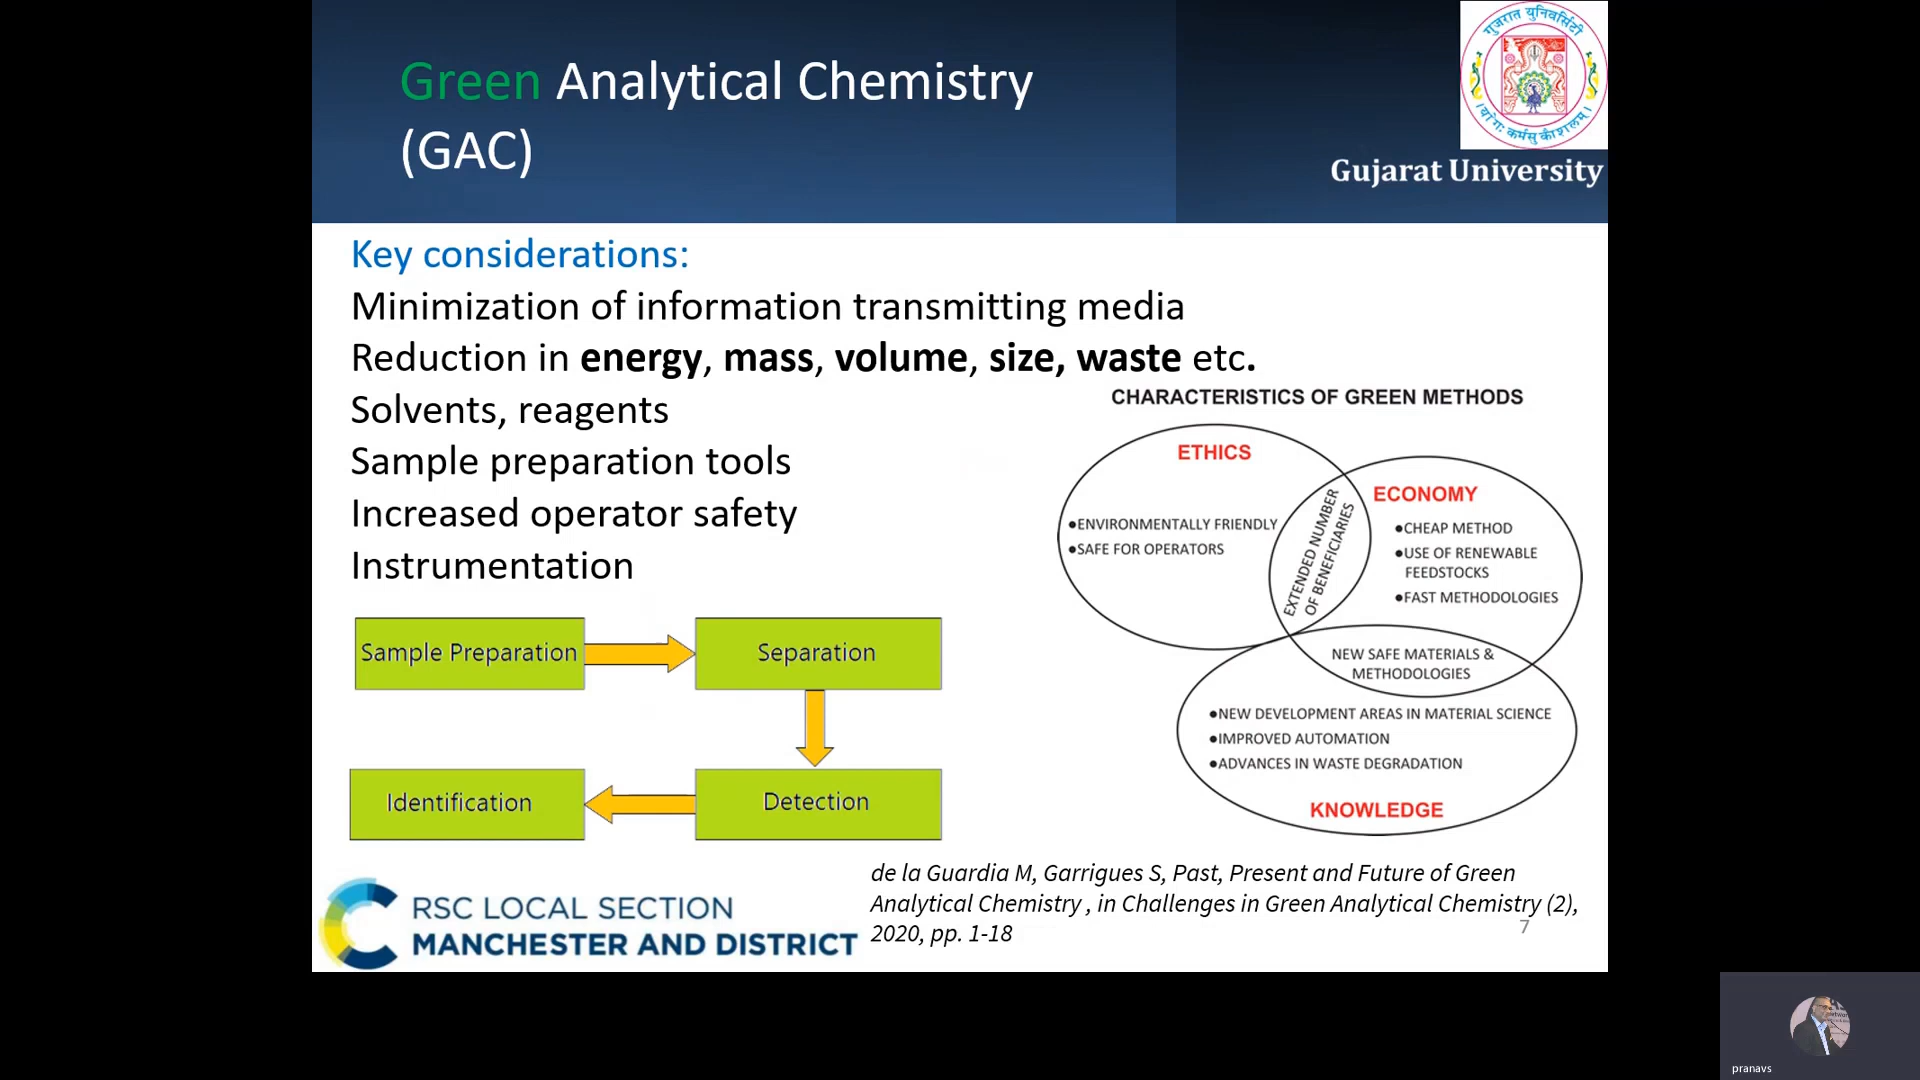 Green Analytical Chemistry
(GAC)
गुजरात युनिवर्सिटी
। योगः कर्मसु कौशलम् ।
Gujarat University
Key considerations:
Minimization of information transmitting media
Reduction in energy, mass, volume, size, waste etc.
Solvents, reagents
Sample preparation tools
Increased operator safety
Instrumentation
Sample Preparation
Separation
Detection
Identification
CHARACTERISTICS OF GREEN METHODS
ETHICS
●ENVIRONMENTALLY FRIENDLY
●SAFE FOR OPERATORS
EXTENDED NUMBER
OF BENEFICIARIES
ECONOMY
●CHEAP METHOD
●USE OF RENEWABLE
FEEDSTOCKS
●FAST METHODOLOGIES
NEW SAFE MATERIALS &
METHODOLOGIES
●NEW DEVELOPMENT AREAS IN MATERIAL SCIENCE
●IMPROVED AUTOMATION
●ADVANCES IN WASTE DEGRADATION
KNOWLEDGE
RSC LOCAL SECTION
MANCHESTER AND DISTRICT
de la Guardia M, Garrigues S, Past, Present and Future of Green
Analytical Chemistry , in Challenges in Green Analytical Chemistry (2),
2020, pp. 1-18
7
pranavs